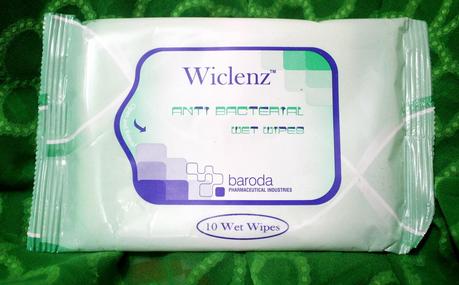 Wiclenz™
ANTI BACTERIAL
WET WIPES
baroda
PHARMACEUTICAL INDUSTRIES
10 Wet Wipes